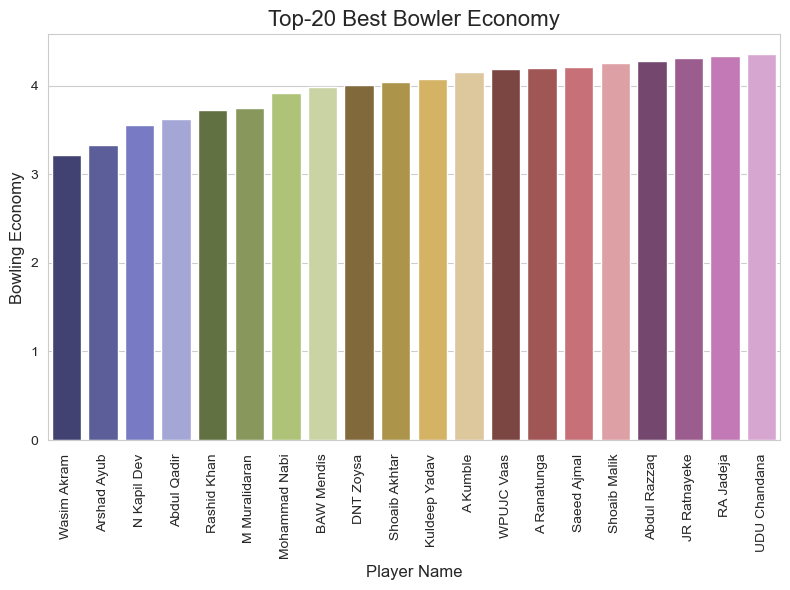 Top-20 Best Bowler Economy
Bowling Economy
4
3
2
1
0
Wasim Akram
Arshad Ayub
N Kapil Dev
Abdul Qadir
Rashid Khan
M Muralidaran
Mohammad Nabi
BAW Mendis
DNT Zoysa
Shoaib Akhtar
Kuldeep Yadav
A Kumble
WPUJC Vaas
A Ranatunga
Saeed Ajmal
Shoaib Malik
Abdul Razzaq
JR Ratnayeke
RA Jadeja
UDU Chandana
Player Name